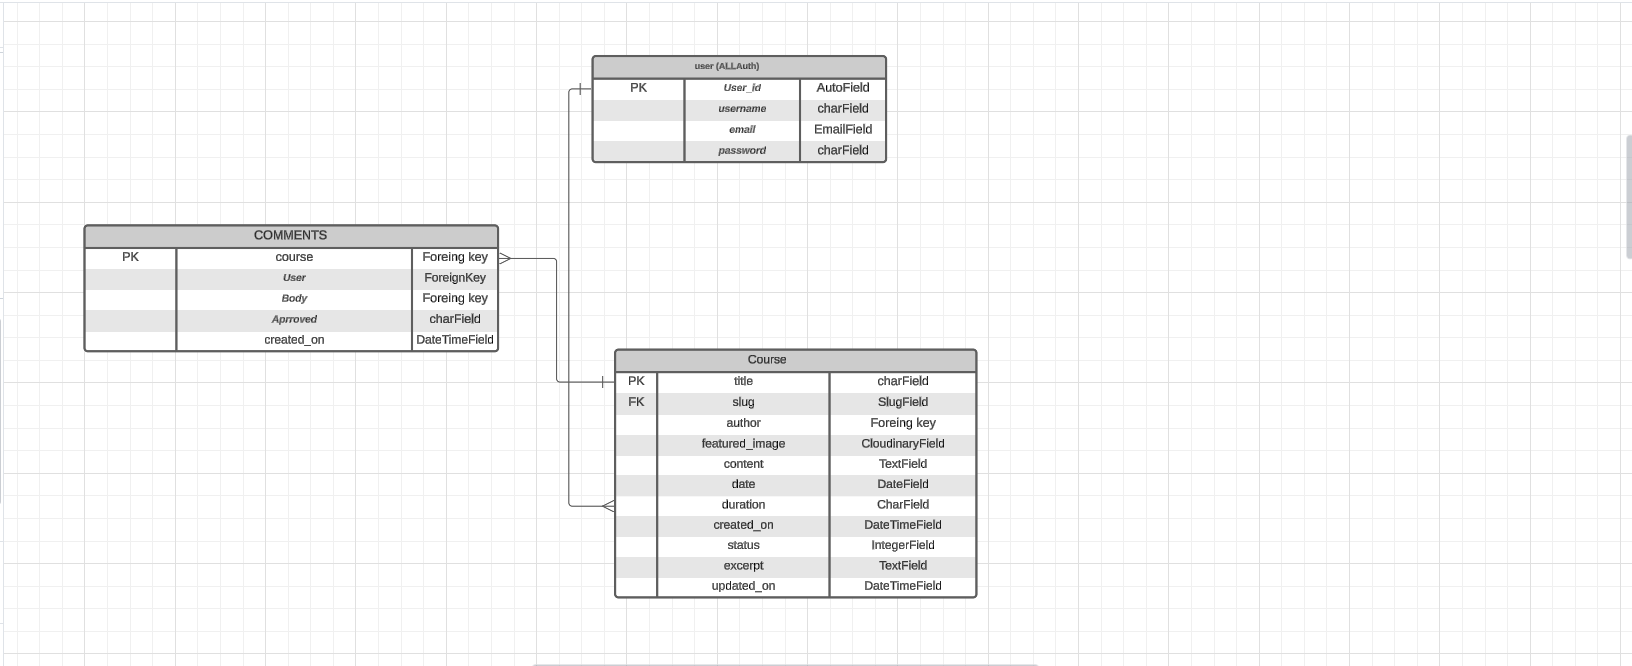 user (ALLAuth)
PK User_id AutoField
username charField
email EmailField
password charField
COMMENTS
PK course Foreing key
User ForeignKey
Body Foreing key
Aprroved charField
created_on DateTimeField
Course
PK title charField
FK slug SlugField
author Foreing key
featured_image CloudinaryField
content TextField
date DateField
duration CharField
created_on DateTimeField
status IntegerField
excerpt TextField
updated_on DateTimeField